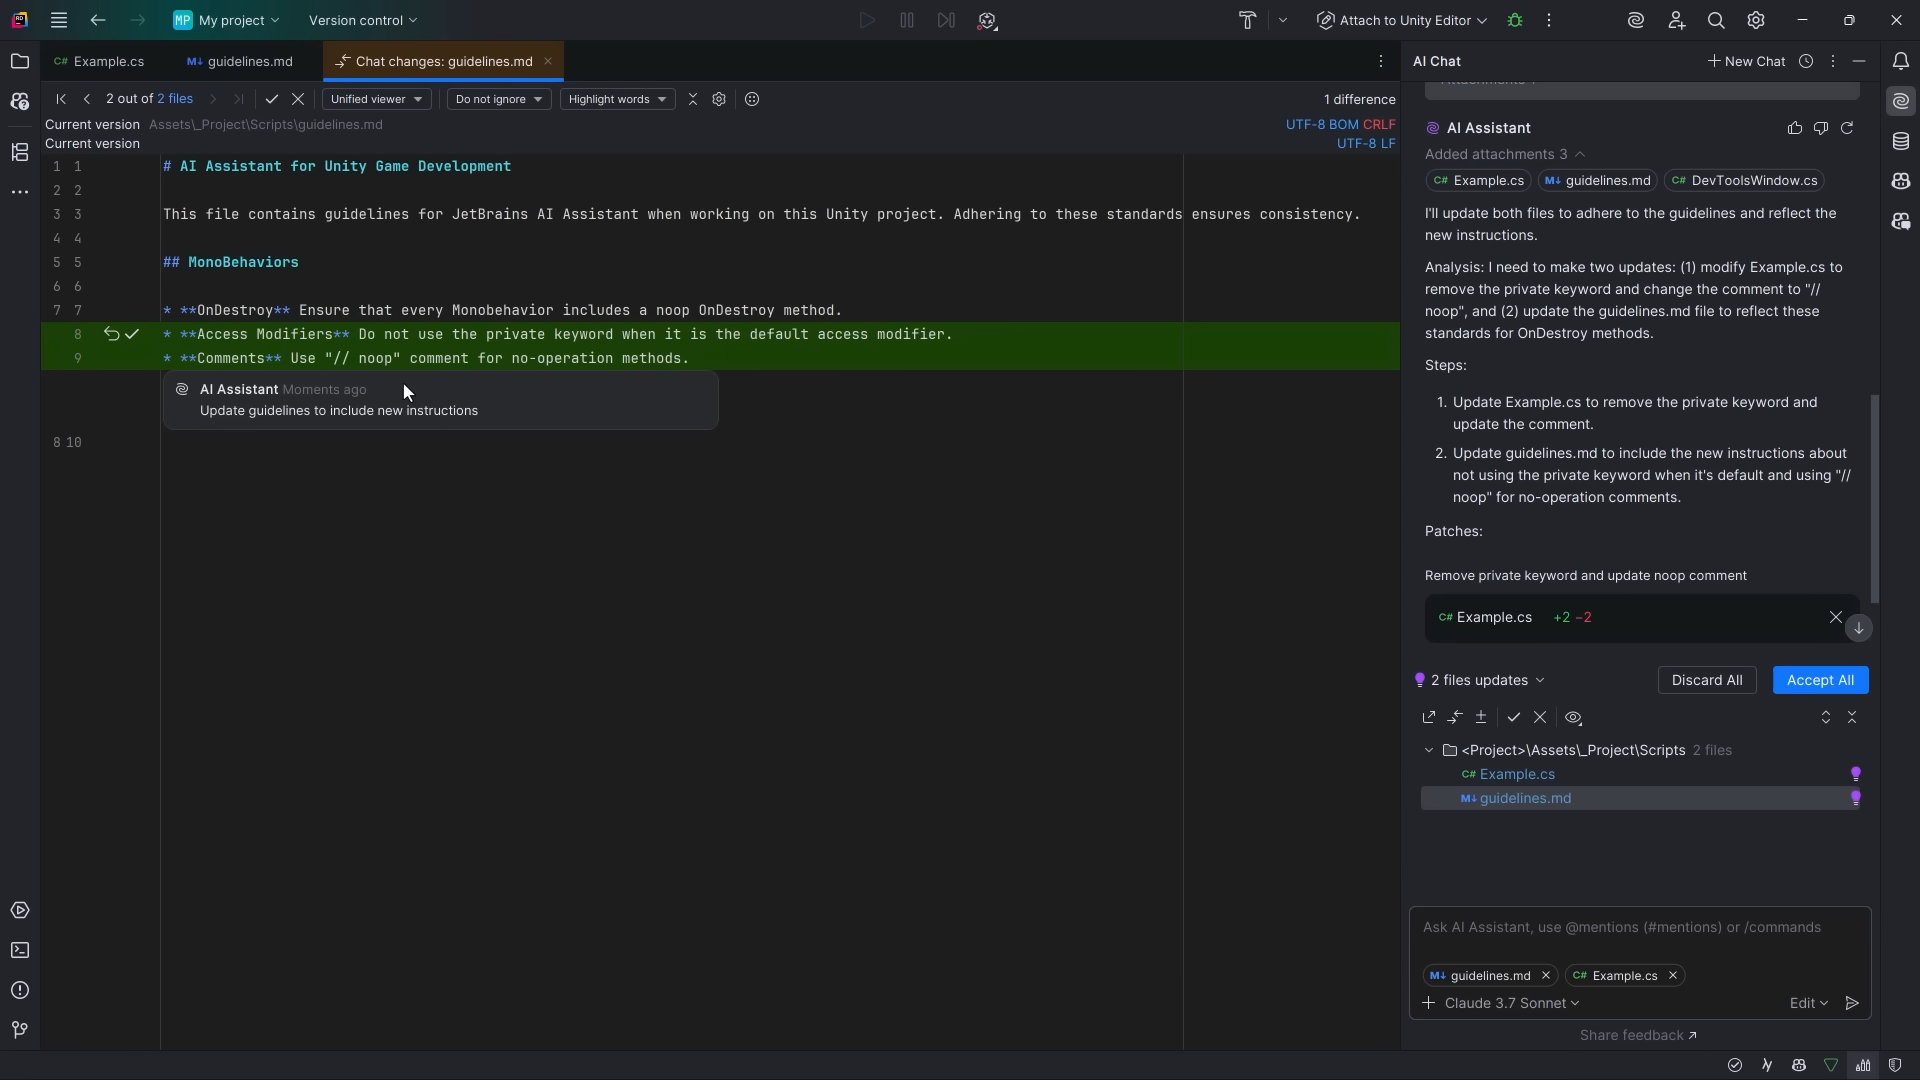 MP My project
Version control
Attach to Unity Editor
C# Example.cs
M↓ guidelines.md
Chat changes: guidelines.md
AI Chat
New Chat
2 out of 2 files
Unified viewer
Do not ignore
Highlight words
1 difference
Current version Assets\_Project\Scripts\guidelines.md
UTF-8 BOM CRLF
Current version
UTF-8 LF
1 1 # AI Assistant for Unity Game Development
2 2
3 3 This file contains guidelines for JetBrains AI Assistant when working on this Unity project. Adhering to these standards ensures consistency.
4 4
5 5 ## MonoBehaviors
6 6
7 7 * **OnDestroy** Ensure that every Monobehavior includes a noop OnDestroy method.
8 * **Access Modifiers** Do not use the private keyword when it is the default access modifier.
9 * **Comments** Use "// noop" comment for no-operation methods.
AI Assistant Moments ago
Update guidelines to include new instructions
8 10
AI Assistant
Added attachments 3
C# Example.cs
M↓ guidelines.md
C# DevToolsWindow.cs
I'll update both files to adhere to the guidelines and reflect the
new instructions.
Analysis: I need to make two updates: (1) modify Example.cs to
remove the private keyword and change the comment to "//
noop", and (2) update the guidelines.md file to reflect these
standards for OnDestroy methods.
Steps:
1. Update Example.cs to remove the private keyword and
update the comment.
2. Update guidelines.md to include the new instructions about
not using the private keyword when it's default and using "//
noop" for no-operation comments.
Patches:
Remove private keyword and update noop comment
C# Example.cs +2 -2
2 files updates
Discard All
Accept All
<Project>\Assets\_Project\Scripts 2 files
C# Example.cs
M↓ guidelines.md
Ask AI Assistant, use @mentions (#mentions) or /commands
M↓ guidelines.md
C# Example.cs
Claude 3.7 Sonnet
Edit
Share feedback